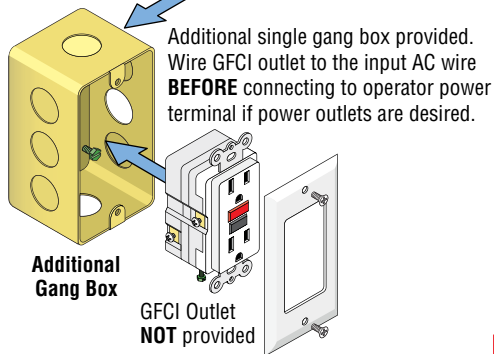 Additional single gang box provided.
Wire GFCI outlet to the input AC wire
BEFORE connecting to operator power
terminal if power outlets are desired.
Additional
Gang Box
GFCI Outlet
NOT provided